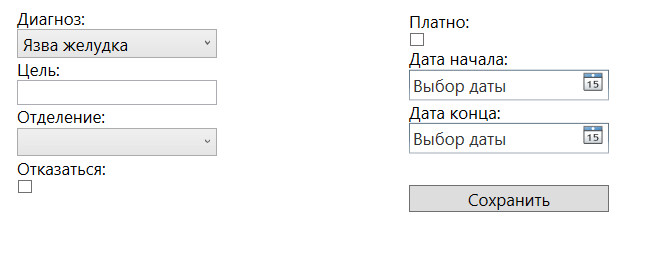 Диагноз:
Язва желудка
Цель:
Отделение:
Отказаться:
Платно:
Дата начала:
Выбор даты
15
Дата конца:
Выбор даты
15
Сохранить